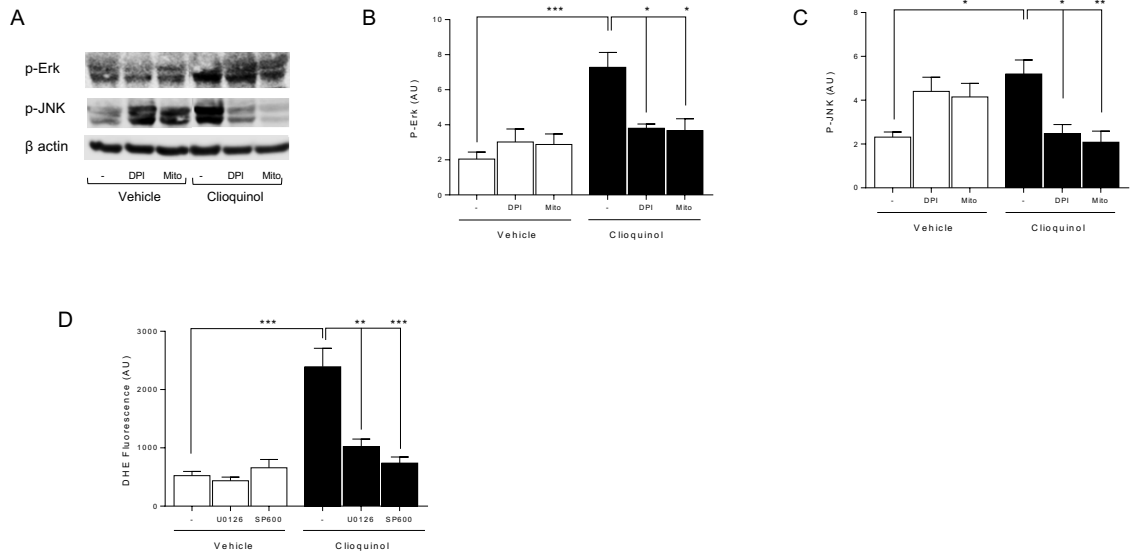 A
p-Erk
p-JNK
β actin
- DPI Mito - DPI Mito
Vehicle Clioquinol
B
*** * *
10
8
6
4
2
0
P-Erk (AU)
- DPI Mito - DPI Mito
Vehicle Clioquinol
C
* * **
8
6
4
2
0
P-JNK (AU)
- DPI Mito - DPI Mito
Vehicle Clioquinol
D
*** ** ***
3000
2000
1000
0
DHE Fluorescence (AU)
- U0126 SP600 - U0126 SP600
Vehicle Clioquinol